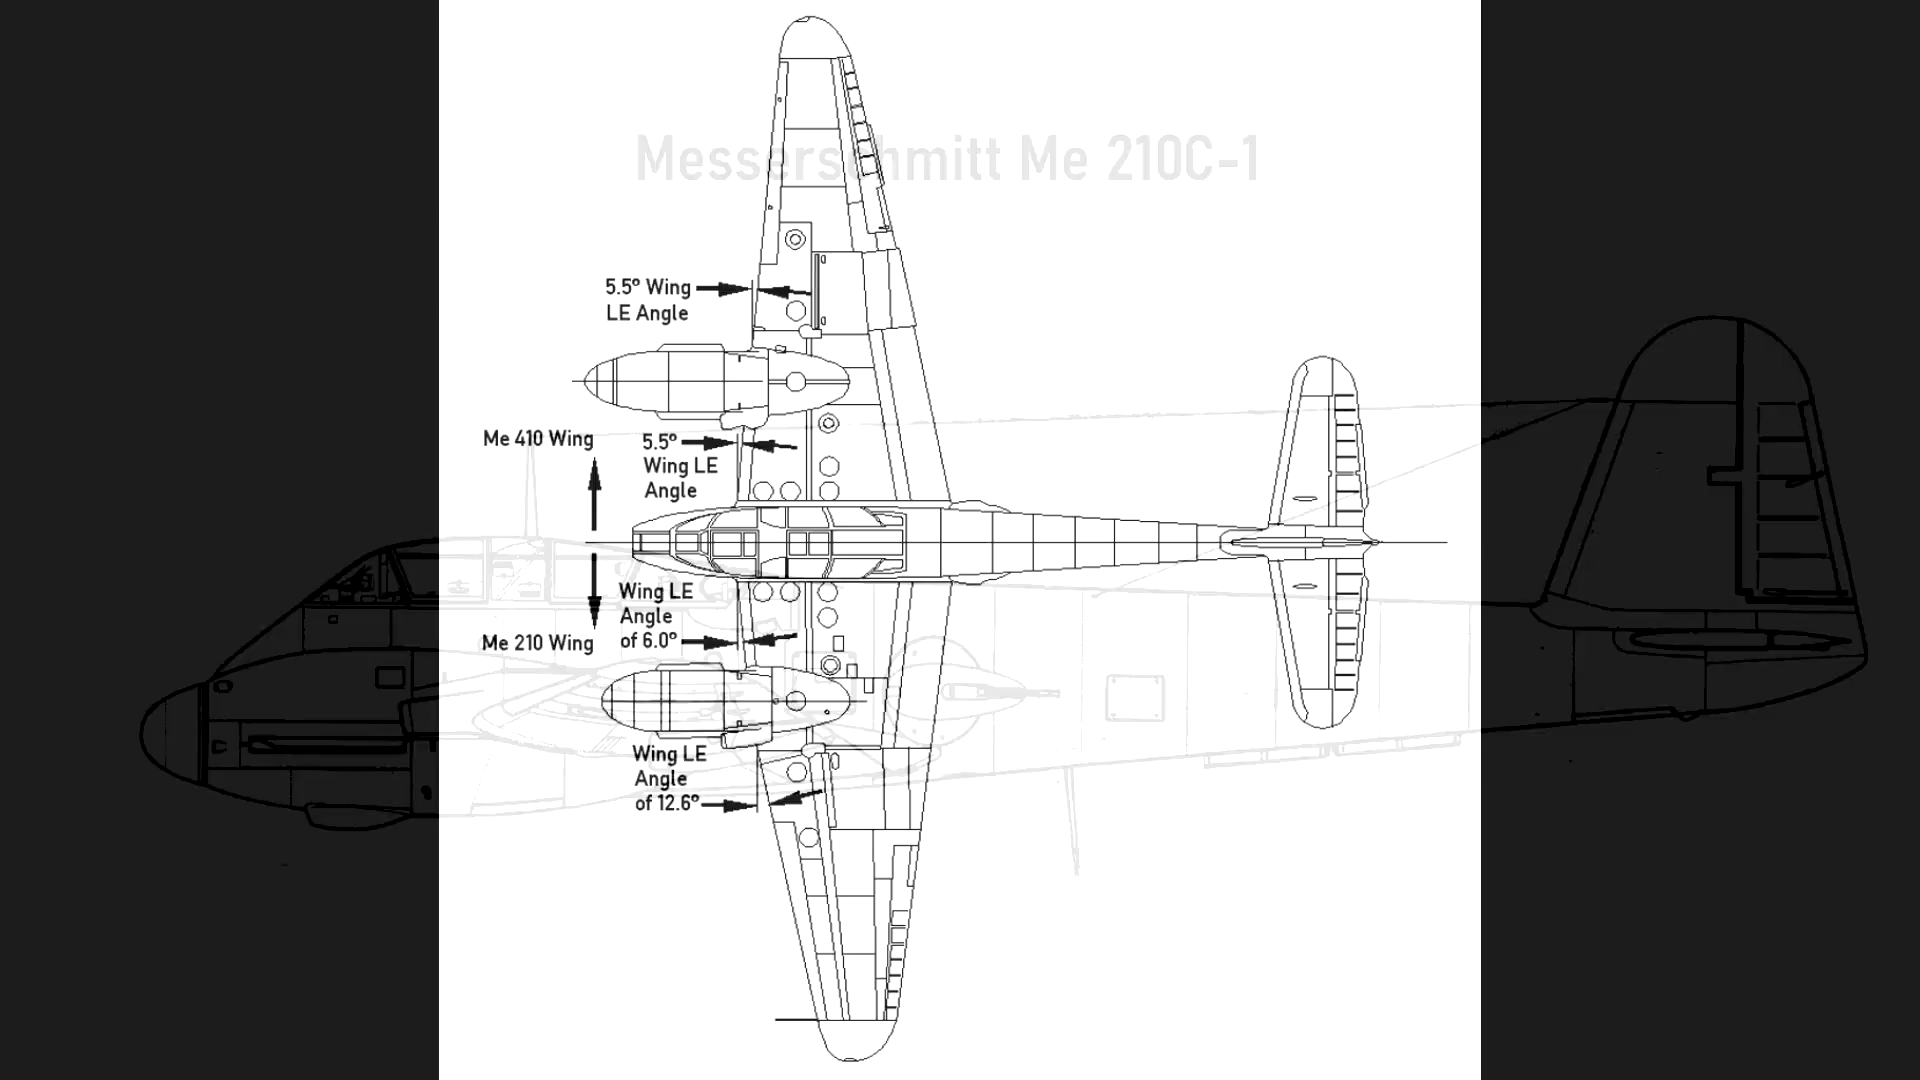 Messerschmitt Me 210C-1
5.5° Wing
LE Angle
Me 410 Wing
5.5°
Wing LE
Angle
Wing LE
Angle
of 6.0°
Me 210 Wing
Wing LE
Angle
of 12.6°